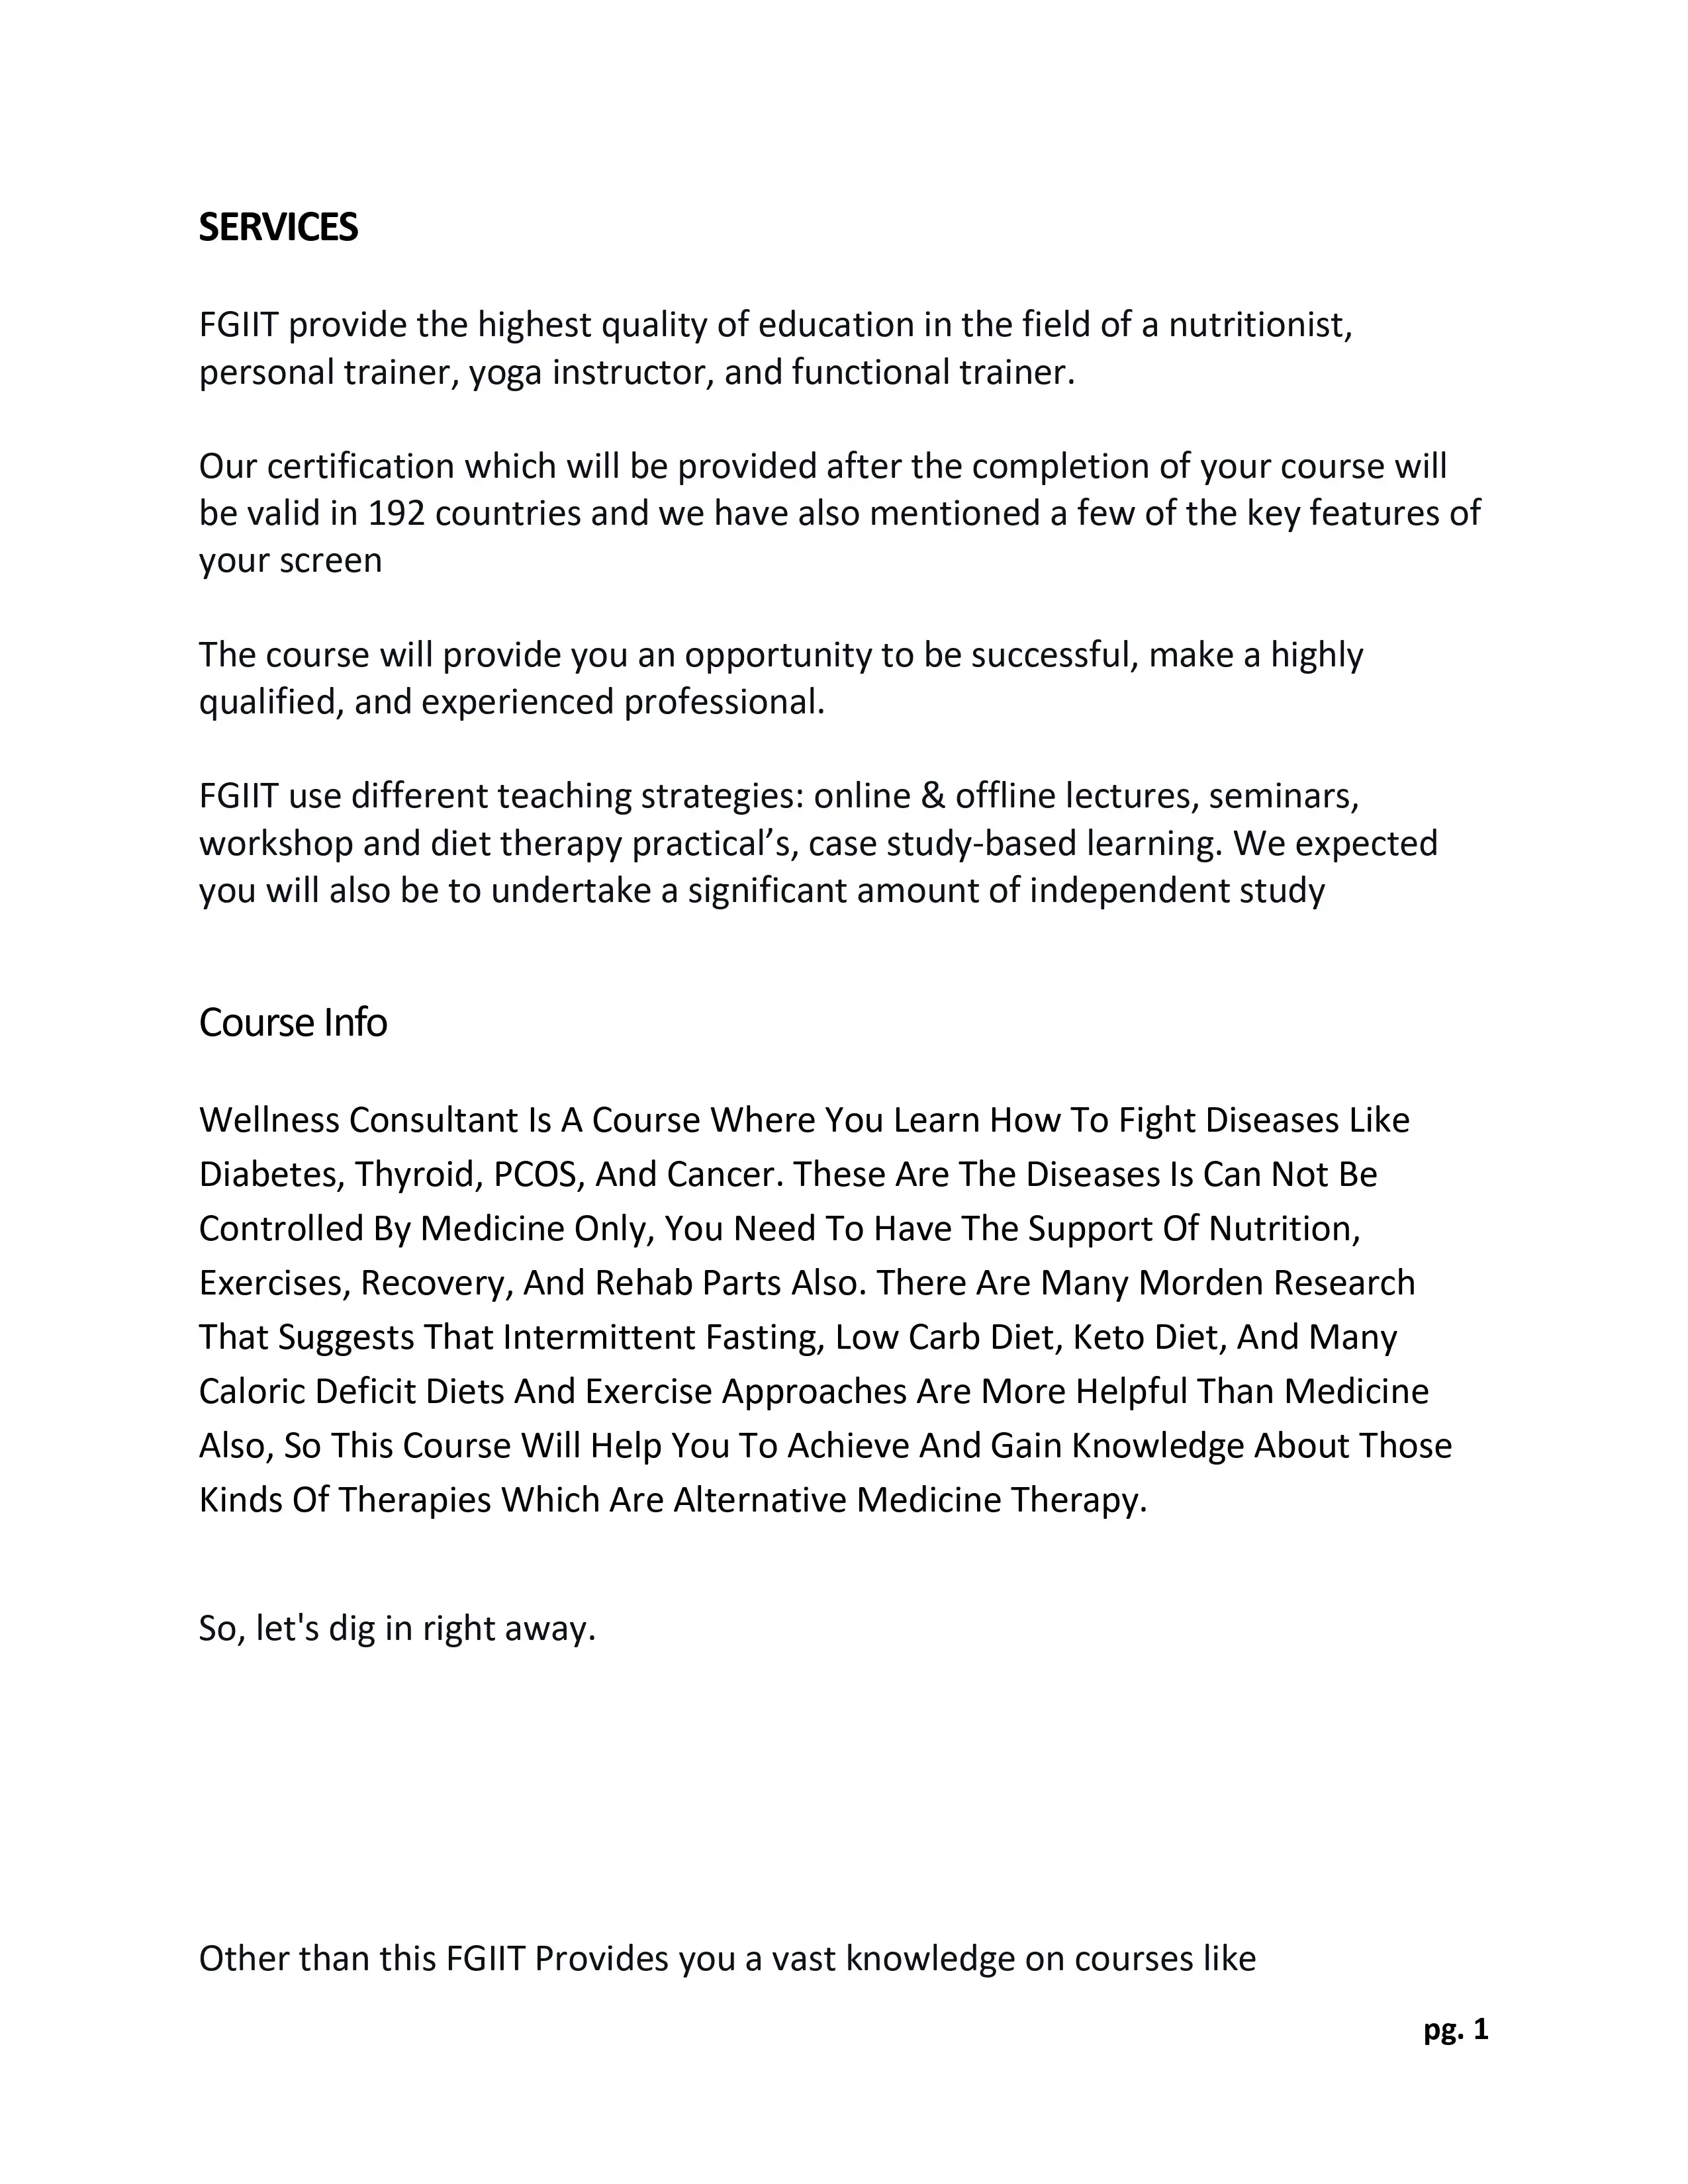 SERVICES
FGIIT provide the highest quality of education in the field of a nutritionist,
personal trainer, yoga instructor, and functional trainer.
Our certification which will be provided after the completion of your course will
be valid in 192 countries and we have also mentioned a few of the key features of
your screen
The course will provide you an opportunity to be successful, make a highly
qualified, and experienced professional.
FGIIT use different teaching strategies: online & offline lectures, seminars,
workshop and diet therapy practical’s, case study-based learning. We expected
you will also be to undertake a significant amount of independent study
Course Info
Wellness Consultant Is A Course Where You Learn How To Fight Diseases Like
Diabetes, Thyroid, PCOS, And Cancer. These Are The Diseases Is Can Not Be
Controlled By Medicine Only, You Need To Have The Support Of Nutrition,
Exercises, Recovery, And Rehab Parts Also. There Are Many Morden Research
That Suggests That Intermittent Fasting, Low Carb Diet, Keto Diet, And Many
Caloric Deficit Diets And Exercise Approaches Are More Helpful Than Medicine
Also, So This Course Will Help You To Achieve And Gain Knowledge About Those
Kinds Of Therapies Which Are Alternative Medicine Therapy.
So, let's dig in right away.
Other than this FGIIT Provides you a vast knowledge on courses like
pg. 1